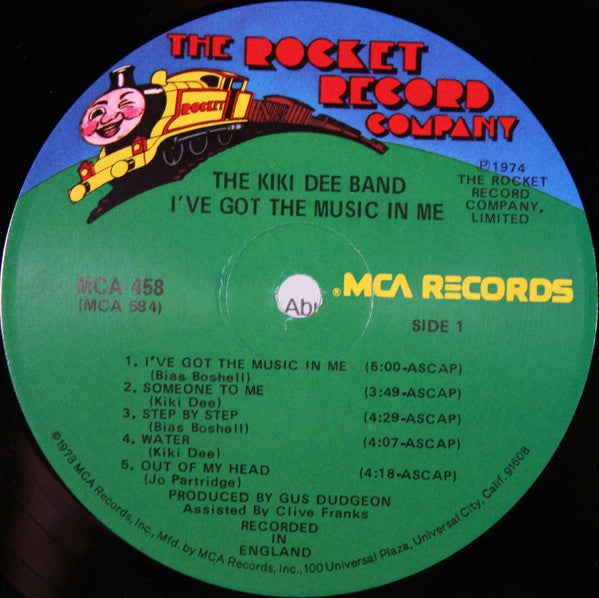 THE ROCKET
RECORD
COMPANY
ROCKET
℗1974
THE ROCKET
RECORD
COMPANY,
LIMITED
THE KIKI DEE BAND
I'VE GOT THE MUSIC IN ME
MCA 458
(MCA 584)
® MCA RECORDS
Abı
SIDE 1
1. I'VE GOT THE MUSIC IN ME (5:00-ASCAP)
(Bias Boshell)
2. SOMEONE TO ME (3:49-ASCAP)
(Kiki Dee)
3. STEP BY STEP (4:29-ASCAP)
(Bias Boshell)
4. WATER (4:07-ASCAP)
(Kiki Dee)
5. OUT OF MY HEAD (4:18-ASCAP)
(Jo Partridge)
PRODUCED BY GUS DUDGEON
Assisted By Clive Franks
RECORDED
IN
ENGLAND
©1973 MCA Records, Inc., Mfd. by MCA Records, Inc., 100 Universal Plaza, Universal City, Calif. 91608